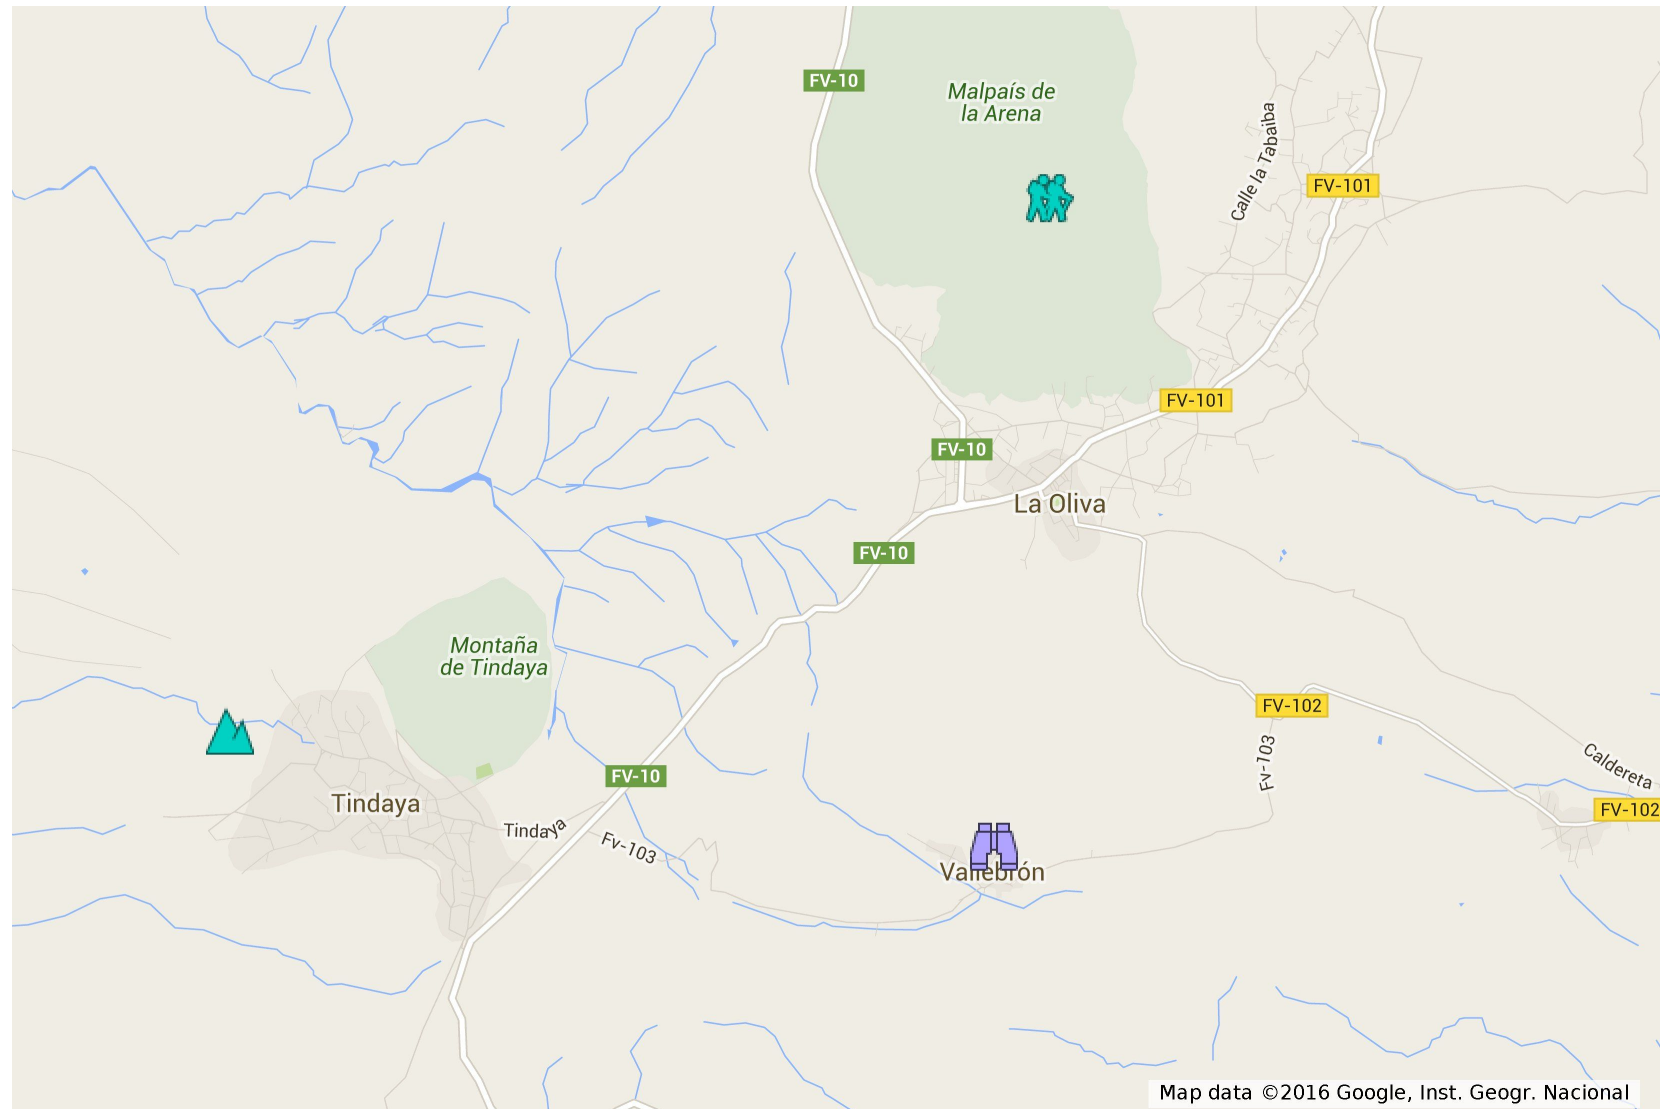 FV-10
Malpaís de
la Arena
Calle la Tabaiba
FV-101
FV-101
FV-10
La Oliva
FV-10
Montaña
de Tindaya
FV-102
Fv-103
Caldereta
FV-10
Tindaya
FV-102
Tindaya
Fv-103
Vallebrón
Map data ©2016 Google, Inst. Geogr. Nacional